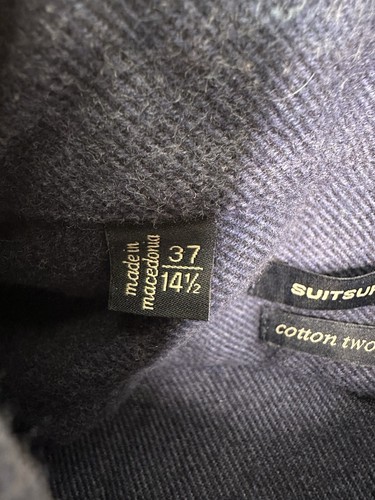 made in
macedonia
37
14½
SUITSU
cotton two